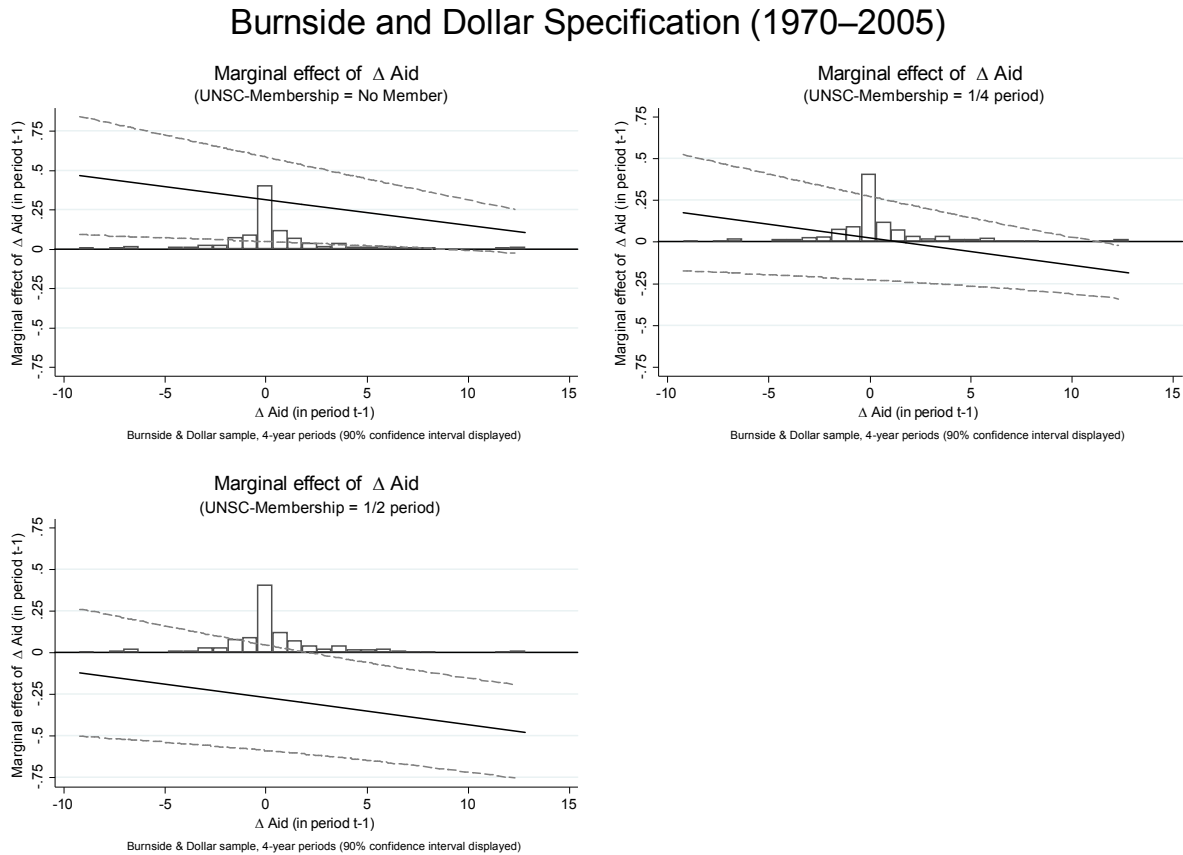 Burnside and Dollar Specification (1970–2005)
Marginal effect of Δ Aid
(UNSC-Membership = No Member)
Marginal effect of Δ Aid (in period t-1)
.75
.5
.25
0
-.25
-.5
-.75
-10 -5 0 5 10 15
Δ Aid (in period t-1)
Burnside & Dollar sample, 4-year periods (90% confidence interval displayed)
Marginal effect of Δ Aid
(UNSC-Membership = 1/4 period)
Marginal effect of Δ Aid (in period t-1)
.75
.5
.25
0
-.25
-.5
-.75
-10 -5 0 5 10 15
Δ Aid (in period t-1)
Burnside & Dollar sample, 4-year periods (90% confidence interval displayed)
Marginal effect of Δ Aid
(UNSC-Membership = 1/2 period)
Marginal effect of Δ Aid (in period t-1)
.75
.5
.25
0
-.25
-.5
-.75
-10 -5 0 5 10 15
Δ Aid (in period t-1)
Burnside & Dollar sample, 4-year periods (90% confidence interval displayed)